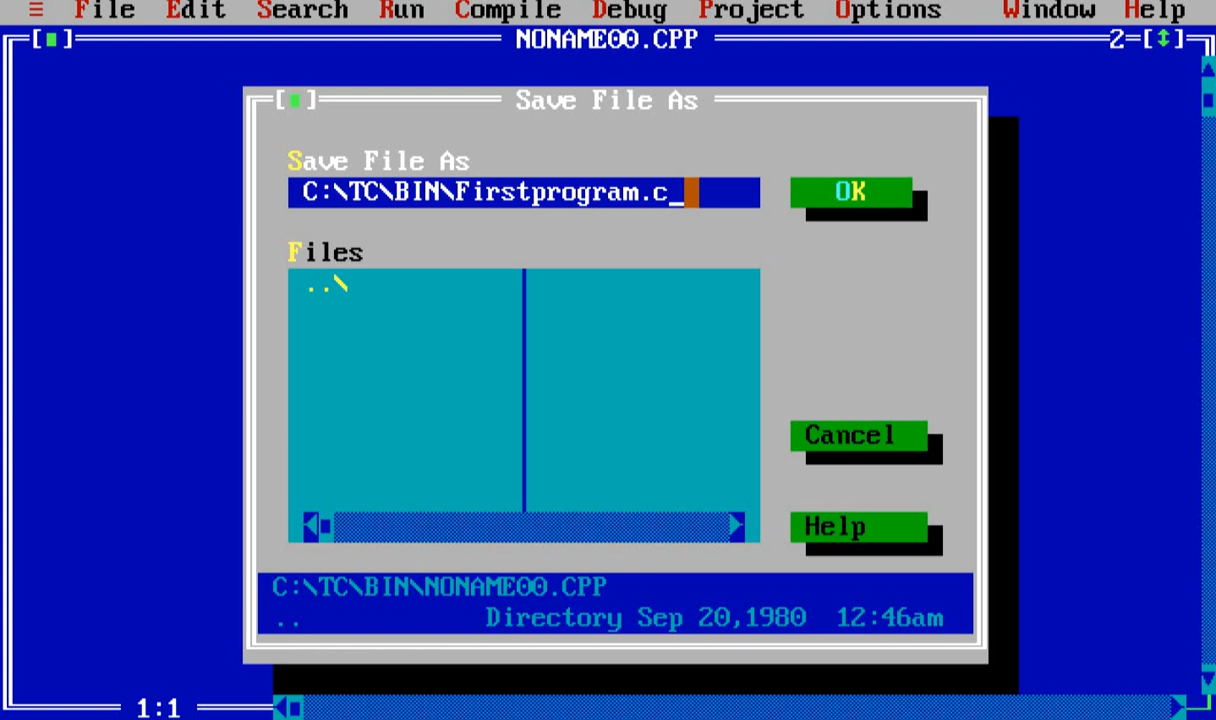 ≡ File Edit Search Run Compile Debug Project Options Window Help
[■] NONAME00.CPP 2=[↕]
[■] Save File As
Save File As
C:\TC\BIN\Firstprogram.c_
OK
Files
..\
Cancel
Help
C:\TC\BIN\NONAME00.CPP
.. Directory Sep 20,1980 12:46am
1:1